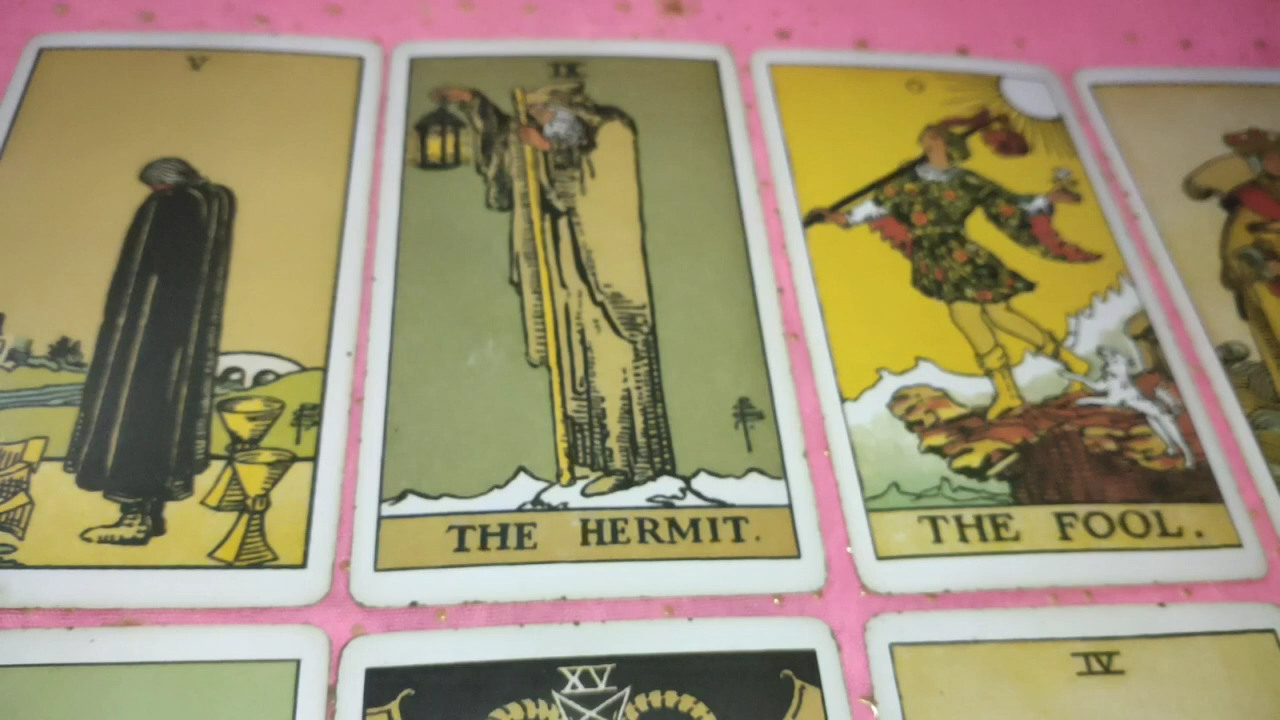 V
IX
THE HERMIT.
THE FOOL.
XV
IV